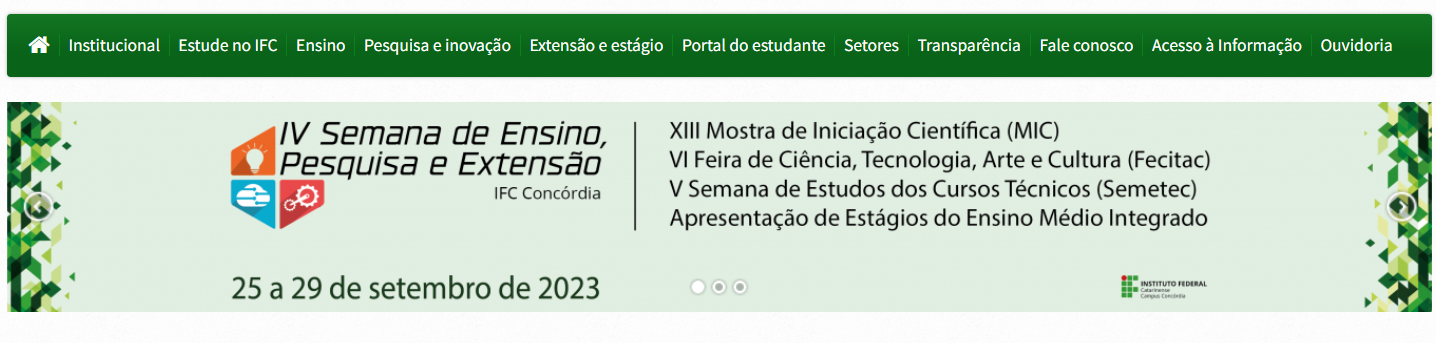 Institucional Estude no IFC Ensino Pesquisa e inovação Extensão e estágio Portal do estudante Setores Transparência Fale conosco Acesso à Informação Ouvidoria
IV Semana de Ensino,
Pesquisa e Extensão
IFC Concórdia
XIII Mostra de Iniciação Científica (MIC)
VI Feira de Ciência, Tecnologia, Arte e Cultura (Fecitac)
V Semana de Estudos dos Cursos Técnicos (Semetec)
Apresentação de Estágios do Ensino Médio Integrado
25 a 29 de setembro de 2023
INSTITUTO FEDERAL
Catarinense
Campus Concórdia